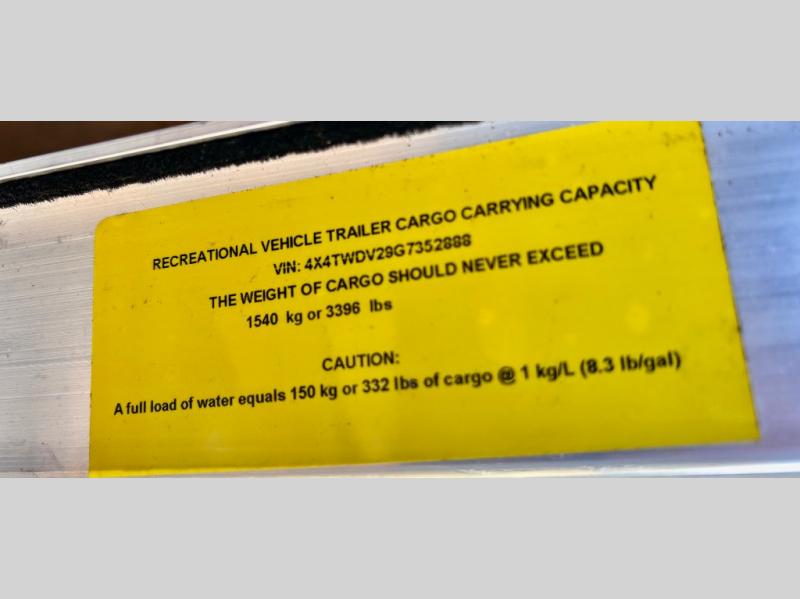 RECREATIONAL VEHICLE TRAILER CARGO CARRYING CAPACITY
VIN: 4X4TWDV29G7352888
THE WEIGHT OF CARGO SHOULD NEVER EXCEED
1540 kg or 3396 lbs
CAUTION:
A full load of water equals 150 kg or 332 lbs of cargo @ 1 kg/L (8.3 lb/gal)